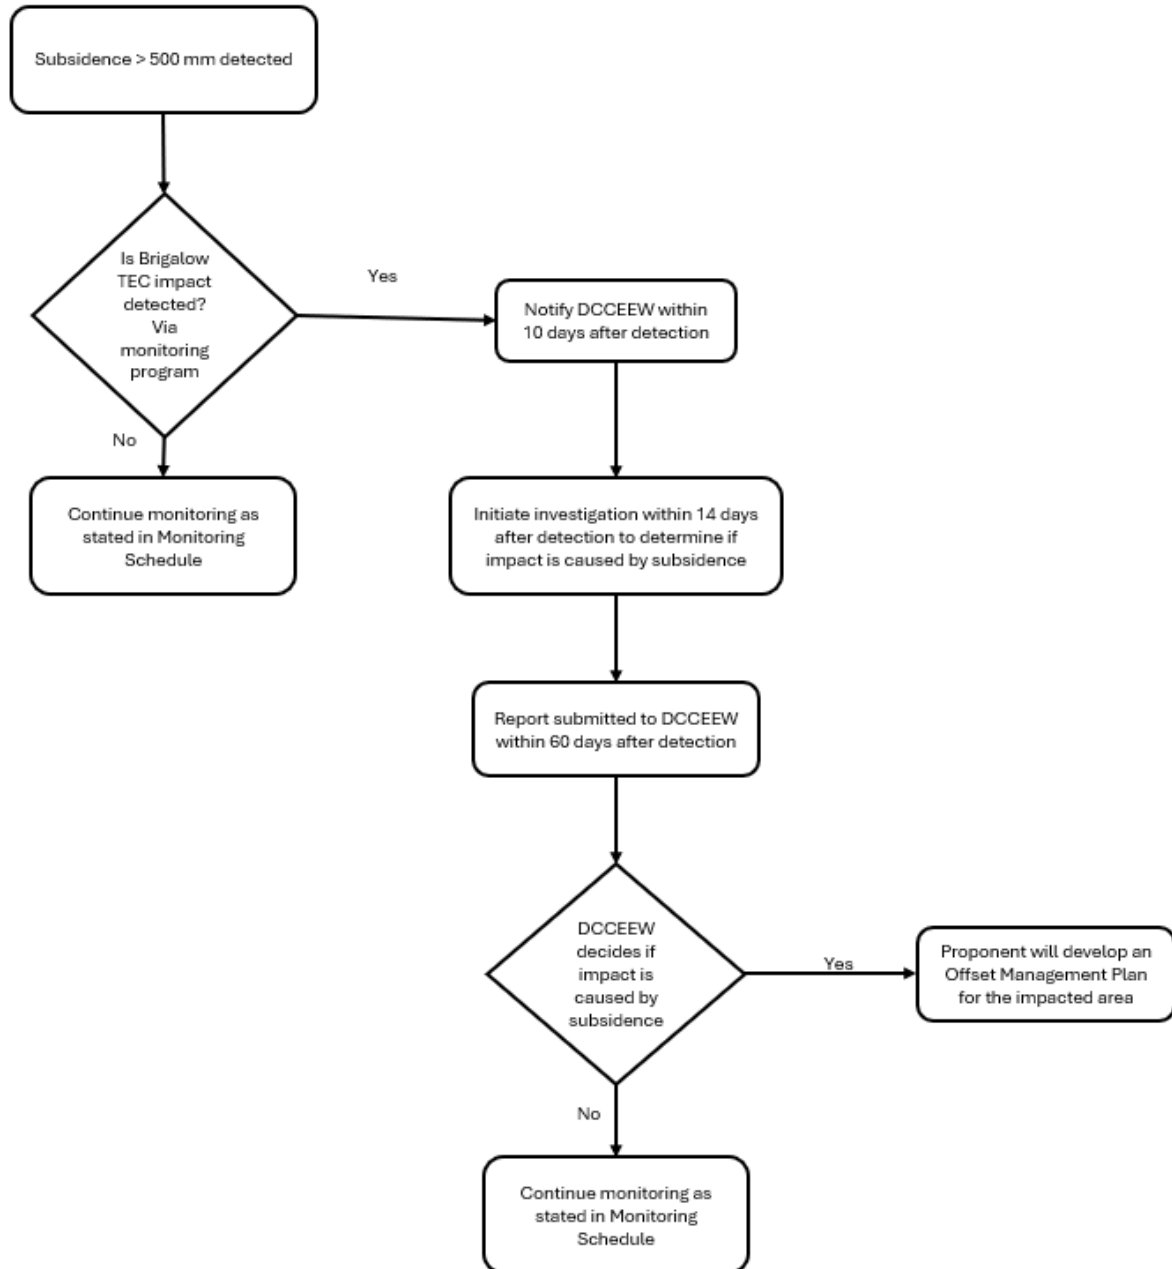 Subsidence > 500 mm detected
Is Brigalow
TEC impact
detected?
Via
monitoring
program
Yes
Notify DCCEEW within
10 days after detection
No
Continue monitoring as
stated in Monitoring
Schedule
Initiate investigation within 14 days
after detection to determine if
impact is caused by subsidence
Report submitted to DCCEEW
within 60 days after detection
DCCEEW
decides if
impact is
caused by
subsidence
Yes
Proponent will develop an
Offset Management Plan
for the impacted area
No
Continue monitoring as
stated in Monitoring
Schedule